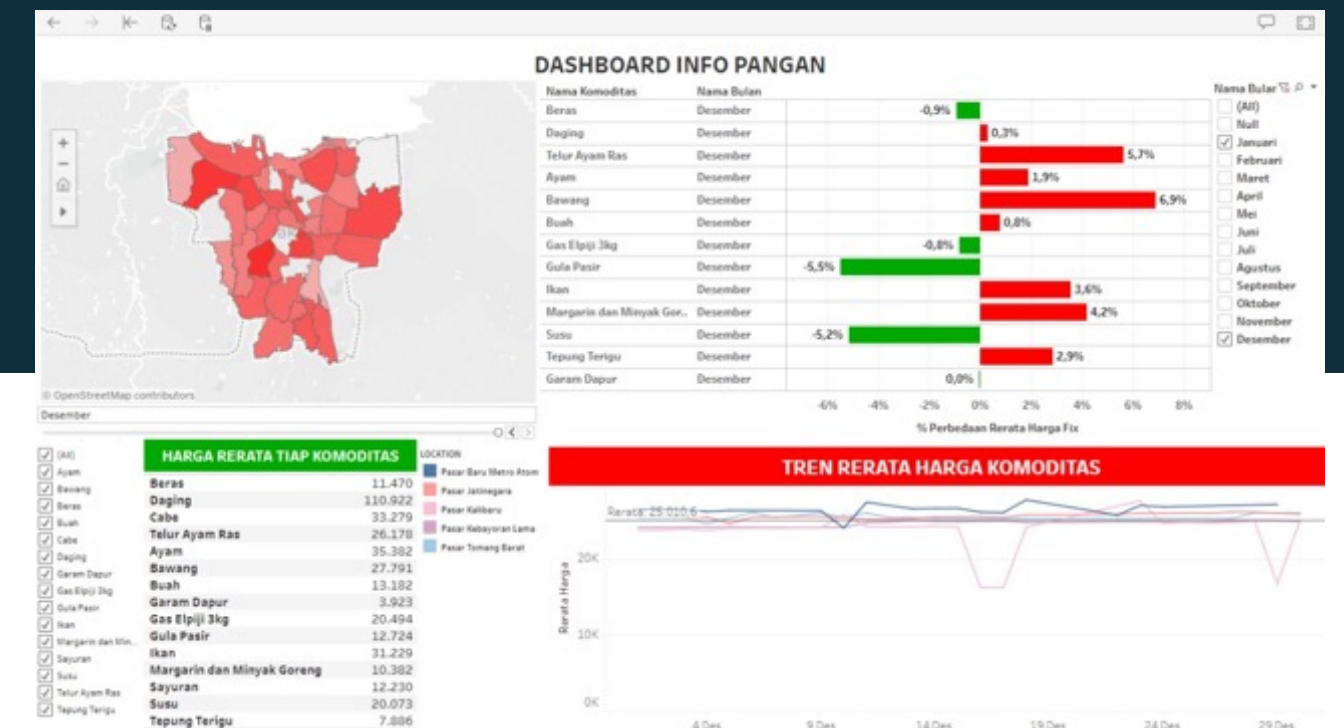 DASHBOARD INFO PANGAN
© OpenStreetMap contributors
Nama Komoditas Nama Bulan
Beras Desember -0,9%
Daging Desember 0,3%
Telur Ayam Ras Desember 5,7%
Ayam Desember 1,9%
Bawang Desember 6,9%
Buah Desember 0,8%
Gas Elpiji 3kg Desember -0,8%
Gula Pasir Desember -5,5%
Ikan Desember 3,6%
Margarin dan Minyak Gor.. Desember 4,2%
Susu Desember -5,2%
Tepung Terigu Desember 2,9%
Garam Dapur Desember 0,0%
-6% -4% -2% 0% 2% 4% 6% 8%
% Perbedaan Rerata Harga Fix
Nama Bular
(All)
Null
Januari
Februari
Maret
April
Mei
Juni
Juli
Agustus
September
Oktober
November
Desember
Desember
(All)
Ayam
Bawang
Beras
Buah
Cabe
Daging
Garam Dapur
Gas Elpiji 3kg
Gula Pasir
Ikan
Margarin dan Min...
Sayuran
Susu
Telur Ayam Ras
Tepung Terigu
HARGA RERATA TIAP KOMODITAS
Beras 11.470
Daging 110.922
Cabe 33.279
Telur Ayam Ras 26.178
Ayam 35.382
Bawang 27.791
Buah 13.182
Garam Dapur 3.923
Gas Elpiji 3kg 20.494
Gula Pasir 12.724
Ikan 31.229
Margarin dan Minyak Goreng 10.382
Sayuran 12.230
Susu 20.073
Tepung Terigu 7.886
LOCATION
Pasar Baru Metro Atom
Pasar Jatinegara
Pasar Kalibaru
Pasar Kebayoran Lama
Pasar Tomang Barat
TREN RERATA HARGA KOMODITAS
Rerata: 25.010,6
Rerata Harga
20K
10K
0K
4 Des 9 Des 14 Des 19 Des 24 Des 29 Des